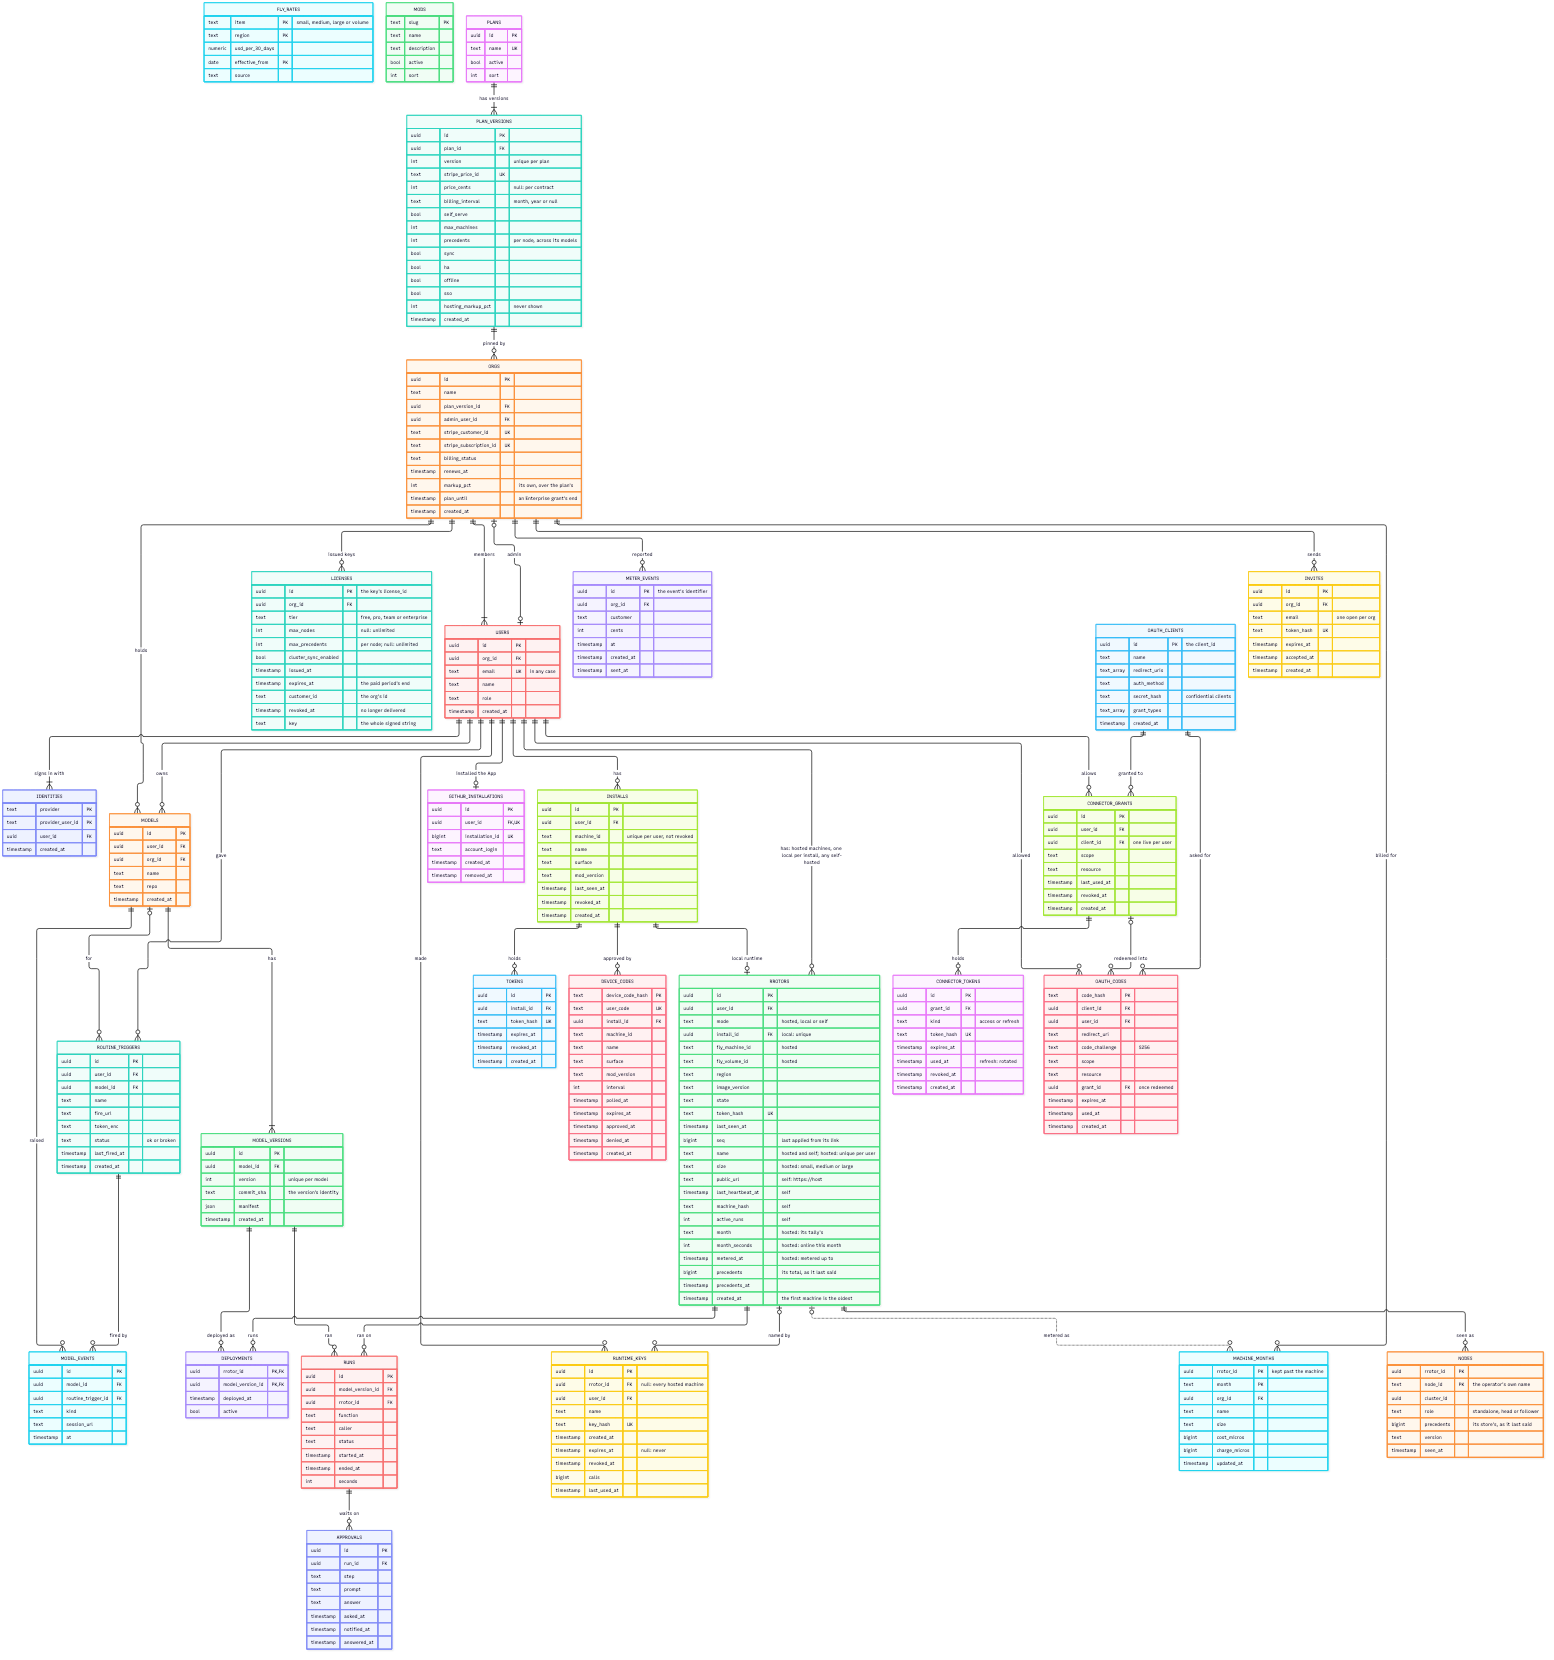 FLY_RATES
text item PK small, medium, large or volume
text region PK
numeric usd_per_30_days
date effective_from PK
text source
MODS
text slug PK
text name
text description
bool active
int sort
PLANS
uuid id PK
text name UK
bool active
int sort
has versions
PLAN_VERSIONS
uuid id PK
uuid plan_id FK
int version unique per plan
text stripe_price_id UK
int price_cents null: per contract
text billing_interval month, year or null
bool self_serve
int max_machines
int precedents per node, across its models
bool sync
bool ha
bool offline
bool sso
int hosting_markup_pct never shown
timestamp created_at
pinned by
ORGS
uuid id PK
text name
uuid plan_version_id FK
uuid admin_user_id FK
text stripe_customer_id UK
text stripe_subscription_id UK
text billing_status
timestamp renews_at
int markup_pct its own, over the plan's
timestamp plan_until an Enterprise grant's end
timestamp created_at
holds
issued keys
members
admin
reported
sends
billed for
LICENSES
uuid id PK the key's license_id
uuid org_id FK
text tier free, pro, team or enterprise
int max_nodes null: unlimited
int max_precedents per node; null: unlimited
bool cluster_sync_enabled
timestamp issued_at
timestamp expires_at the paid period's end
text customer_id the org's id
timestamp revoked_at no longer delivered
text key the whole signed string
USERS
uuid id PK
uuid org_id FK
text email UK in any case
text name
text role
timestamp created_at
METER_EVENTS
uuid id PK the event's identifier
uuid org_id FK
text customer
int cents
timestamp at
timestamp created_at
timestamp sent_at
OAUTH_CLIENTS
uuid id PK the client_id
text name
text_array redirect_uris
text auth_method
text secret_hash confidential clients
text_array grant_types
timestamp created_at
INVITES
uuid id PK
uuid org_id FK
text email one open per org
text token_hash UK
timestamp expires_at
timestamp accepted_at
timestamp created_at
signs in with
owns
gave
made
installed the App
has
has: hosted machines, one
local per install, any self-
hosted
allowed
allows
granted to
asked for
IDENTITIES
text provider PK
text provider_user_id PK
uuid user_id FK
timestamp created_at
MODELS
uuid id PK
uuid user_id FK
uuid org_id FK
text name
text repo
timestamp created_at
GITHUB_INSTALLATIONS
uuid id PK
uuid user_id FK,UK
bigint installation_id UK
text account_login
timestamp created_at
timestamp removed_at
INSTALLS
uuid id PK
uuid user_id FK
text machine_id unique per user, not revoked
text name
text surface
text mod_version
timestamp last_seen_at
timestamp revoked_at
timestamp created_at
CONNECTOR_GRANTS
uuid id PK
uuid user_id FK
uuid client_id FK one live per user
text scope
text resource
timestamp last_used_at
timestamp revoked_at
timestamp created_at
raised
for
has
holds
approved by
local runtime
holds
redeemed into
ROUTINE_TRIGGERS
uuid id PK
uuid user_id FK
uuid model_id FK
text name
text fire_url
text token_enc
text status ok or broken
timestamp last_fired_at
timestamp created_at
MODEL_VERSIONS
uuid id PK
uuid model_id FK
int version unique per model
text commit_sha the version's identity
json manifest
timestamp created_at
TOKENS
uuid id PK
uuid install_id FK
text token_hash UK
timestamp expires_at
timestamp revoked_at
timestamp created_at
DEVICE_CODES
text device_code_hash PK
text user_code UK
uuid install_id FK
text machine_id
text name
text surface
text mod_version
int interval
timestamp polled_at
timestamp expires_at
timestamp approved_at
timestamp denied_at
timestamp created_at
RROTORS
uuid id PK
uuid user_id FK
text mode hosted, local or self
uuid install_id FK local: unique
text fly_machine_id hosted
text fly_volume_id hosted
text region
text image_version
text state
text token_hash UK
timestamp last_seen_at
bigint seq last applied from its link
text name hosted and self; hosted: unique per user
text size hosted: small, medium or large
text public_url self: https://host
timestamp last_heartbeat_at self
text machine_hash self
int active_runs self
text month hosted: its tally's
int month_seconds hosted: online this month
timestamp metered_at hosted: metered up to
bigint precedents its total, as it last said
timestamp precedents_at
timestamp created_at the first machine is the oldest
CONNECTOR_TOKENS
uuid id PK
uuid grant_id FK
text kind access or refresh
text token_hash UK
timestamp expires_at
timestamp used_at refresh: rotated
timestamp revoked_at
timestamp created_at
OAUTH_CODES
text code_hash PK
uuid client_id FK
uuid user_id FK
text redirect_uri
text code_challenge S256
text scope
text resource
uuid grant_id FK once redeemed
timestamp expires_at
timestamp used_at
timestamp created_at
fired by
deployed as
runs
ran
ran on
named by
metered as
seen as
MODEL_EVENTS
uuid id PK
uuid model_id FK
uuid routine_trigger_id FK
text kind
text session_url
timestamp at
DEPLOYMENTS
uuid rrotor_id PK,FK
uuid model_version_id PK,FK
timestamp deployed_at
bool active
RUNS
uuid id PK
uuid model_version_id FK
uuid rrotor_id FK
text function
text caller
text status
timestamp started_at
timestamp ended_at
int seconds
RUNTIME_KEYS
uuid id PK
uuid rrotor_id FK null: every hosted machine
uuid user_id FK
text name
text key_hash UK
timestamp created_at
timestamp expires_at null: never
timestamp revoked_at
bigint calls
timestamp last_used_at
MACHINE_MONTHS
uuid rrotor_id PK kept past the machine
text month PK
uuid org_id FK
text name
text size
bigint cost_micros
bigint charge_micros
timestamp updated_at
NODES
uuid rrotor_id FK
text node_id PK the operator's own name
uuid cluster_id
text role standalone, head or follower
bigint precedents its store's, as it last said
text version
timestamp seen_at
waits on
APPROVALS
uuid id PK
uuid run_id FK
text step
text prompt
text answer
timestamp asked_at
timestamp notified_at
timestamp answered_at